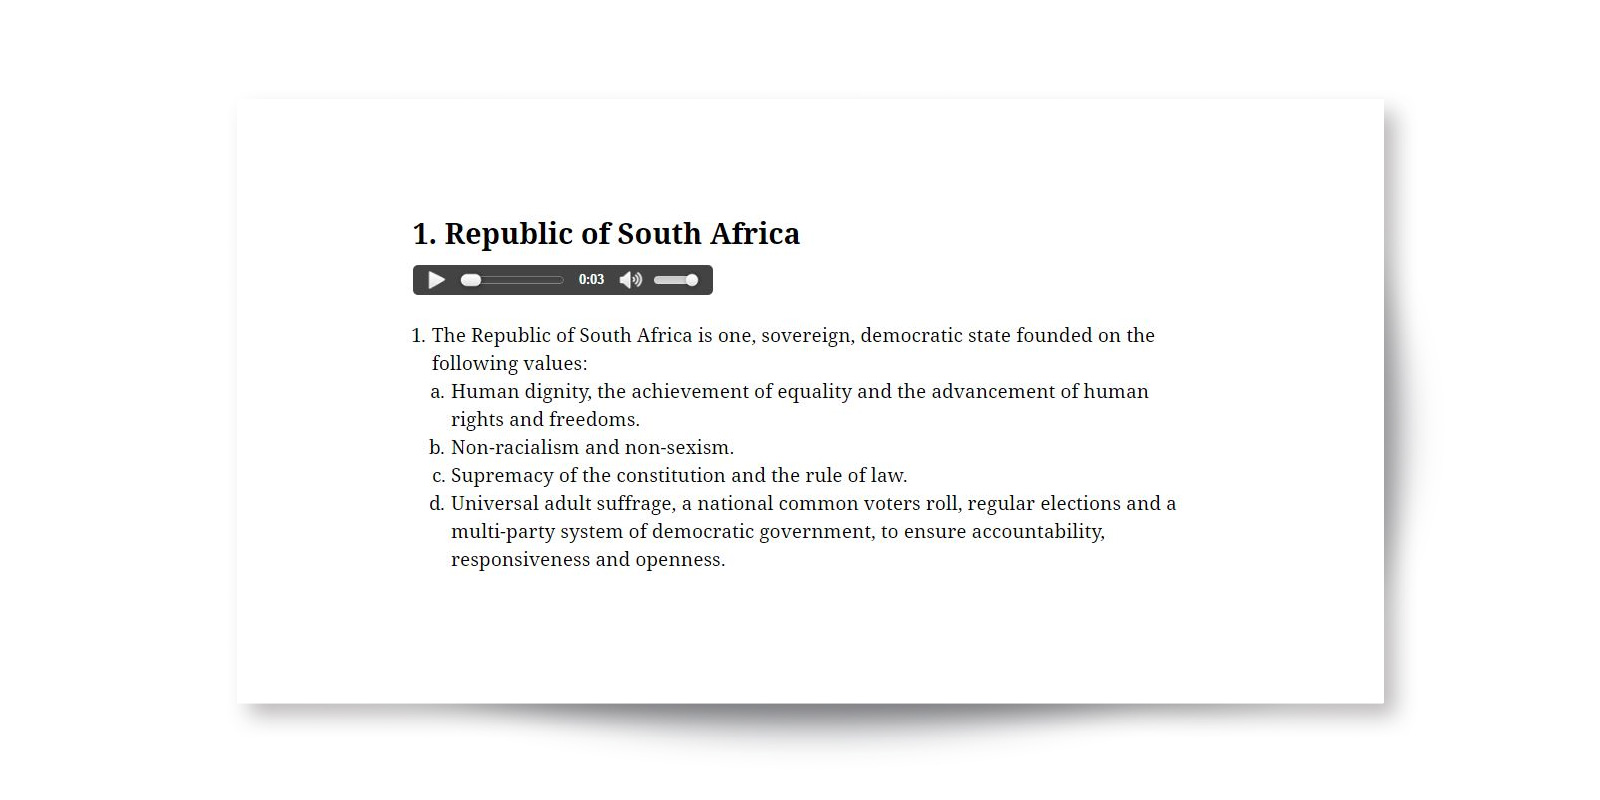 1. Republic of South Africa
0:03
1. The Republic of South Africa is one, sovereign, democratic state founded on the
following values:
a. Human dignity, the achievement of equality and the advancement of human
rights and freedoms.
b. Non-racialism and non-sexism.
c. Supremacy of the constitution and the rule of law.
d. Universal adult suffrage, a national common voters roll, regular elections and a
multi-party system of democratic government, to ensure accountability,
responsiveness and openness.